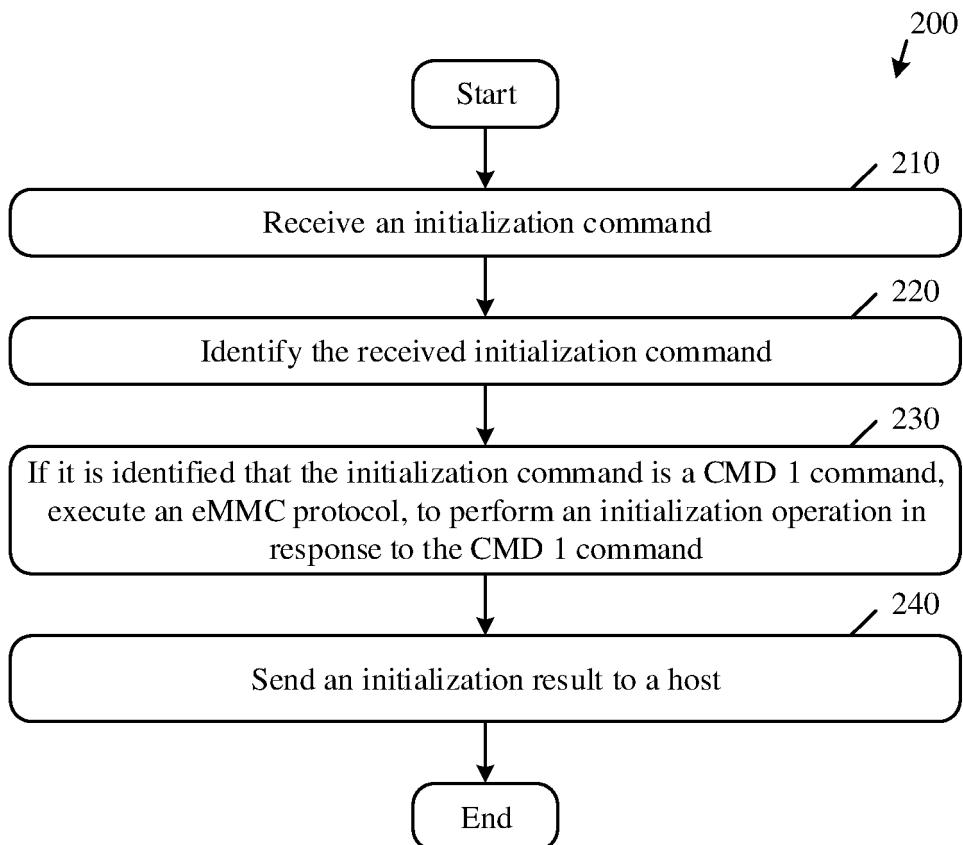 200
Start
210
Receive an initialization command
220
Identify the received initialization command
230
If it is identified that the initialization command is a CMD 1 command,
execute an eMMC protocol, to perform an initialization operation in
response to the CMD 1 command
240
Send an initialization result to a host
End